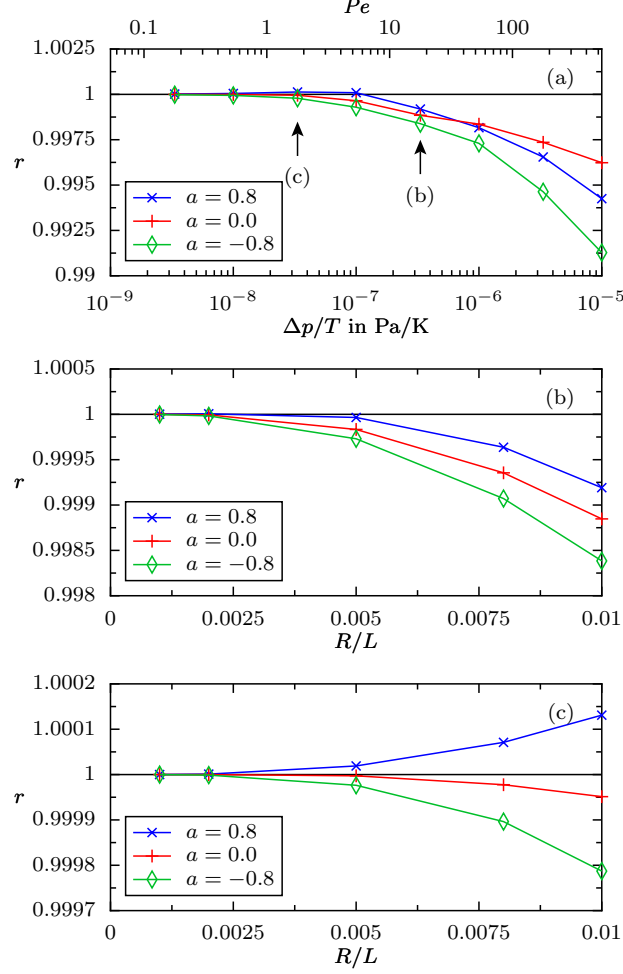 Pe
0.1 1 10 100
1.0025
(a)
1
0.9975
r
(c)
0.995
(b)
a = 0.8
a = 0.0
0.9925
a = −0.8
0.99
10⁻⁹ 10⁻⁸ 10⁻⁷ 10⁻⁶ 10⁻⁵
Δp/T in Pa/K
1.0005
(b)
1
0.9995
r
0.999
a = 0.8
0.9985
a = 0.0
a = −0.8
0.998
0 0.0025 0.005 0.0075 0.01
R/L
1.0002
(c)
1.0001
1
r
0.9999
a = 0.8
0.9998
a = 0.0
a = −0.8
0.9997
0 0.0025 0.005 0.0075 0.01
R/L